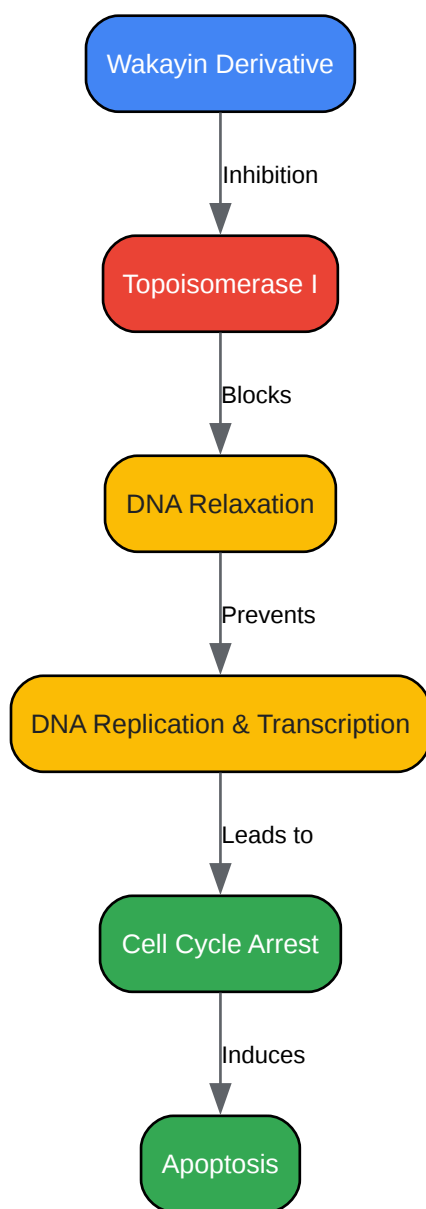 Wakayin Derivative
Inhibition
Topoisomerase I
Blocks
DNA Relaxation
Prevents
DNA Replication & Transcription
Leads to
Cell Cycle Arrest
Induces
Apoptosis